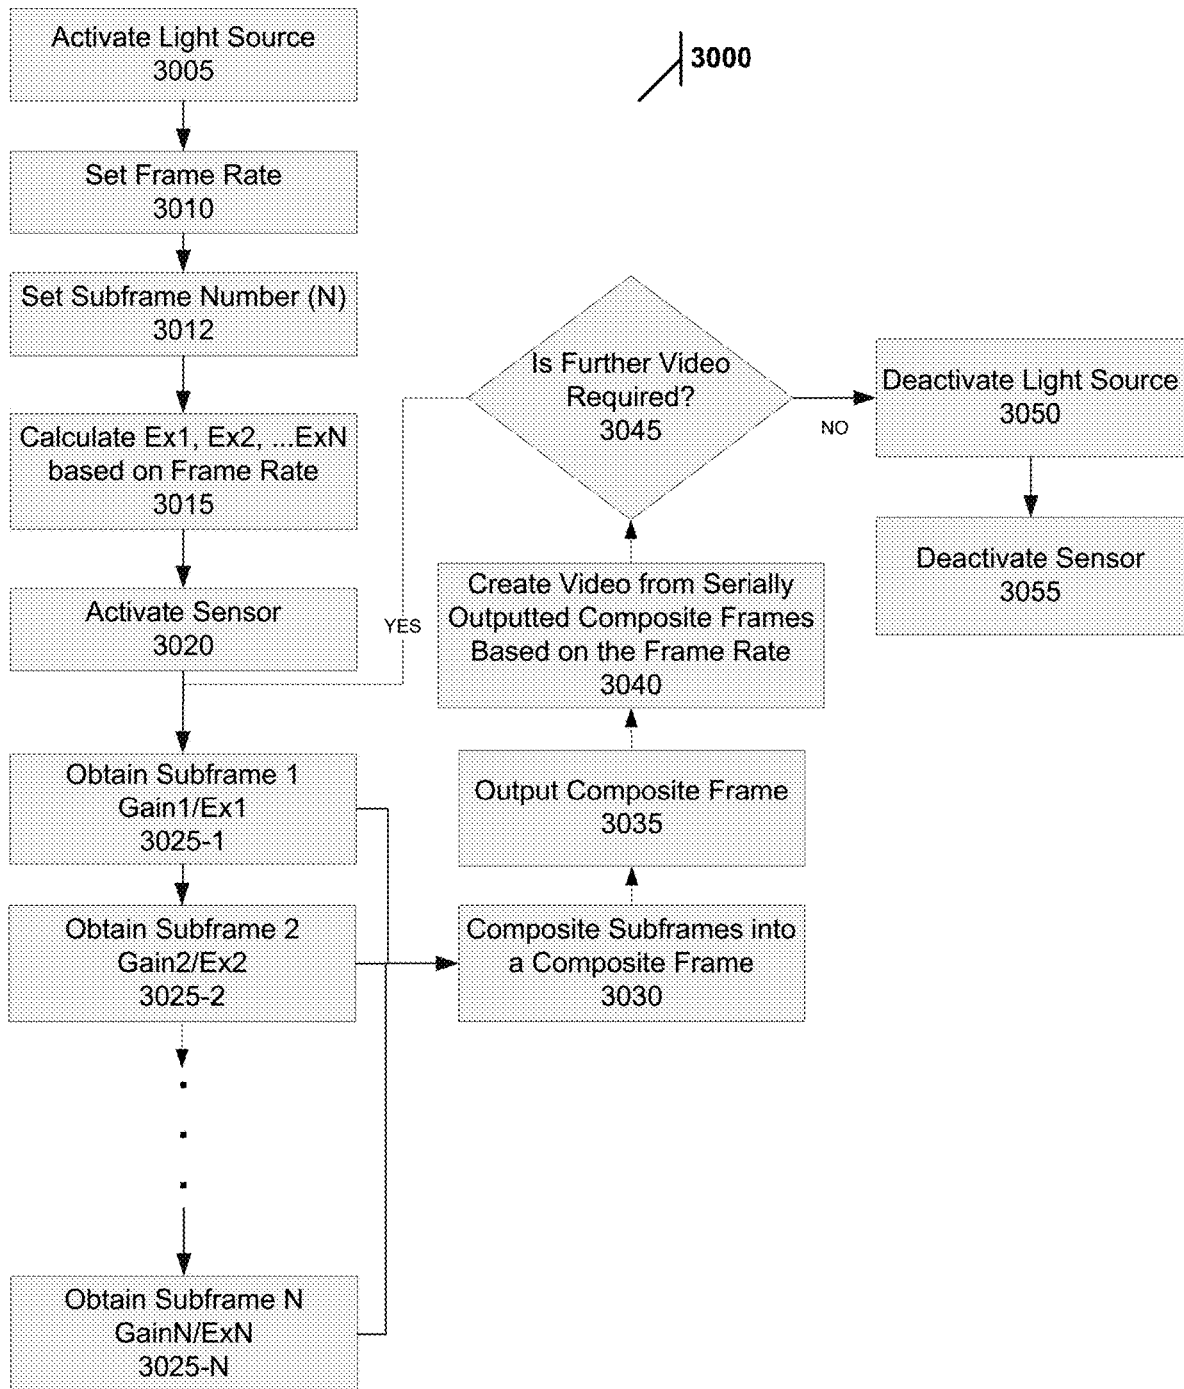 Activate Light Source
3005
3000
Set Frame Rate
3010
Set Subframe Number (N)
3012
Calculate Ex1, Ex2, ...ExN
based on Frame Rate
3015
Activate Sensor
3020
Obtain Subframe 1
Gain1/Ex1
3025-1
Obtain Subframe 2
Gain2/Ex2
3025-2
Obtain Subframe N
GainN/ExN
3025-N
Composite Subframes into
a Composite Frame
3030
Output Composite Frame
3035
Create Video from Serially
Outputted Composite Frames
Based on the Frame Rate
3040
Is Further Video
Required?
3045
YES
NO
Deactivate Light Source
3050
Deactivate Sensor
3055